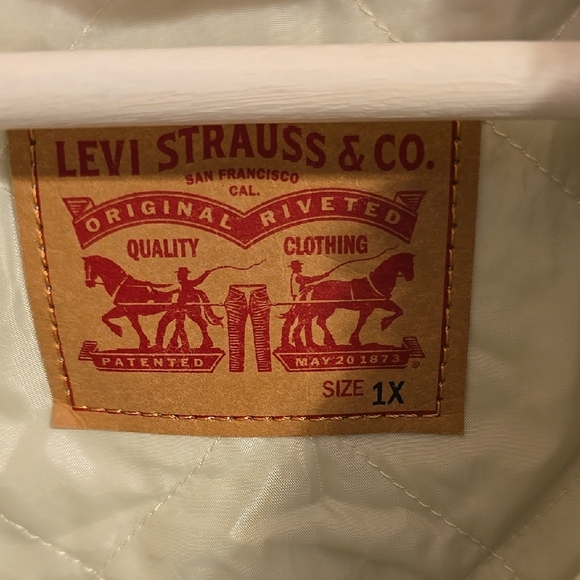 LEVI STRAUSS & CO.
SAN FRANCISCO
CAL.
ORIGINAL RIVETED
QUALITY CLOTHING
PATENTED MAY 20 1873 ®
SIZE 1X